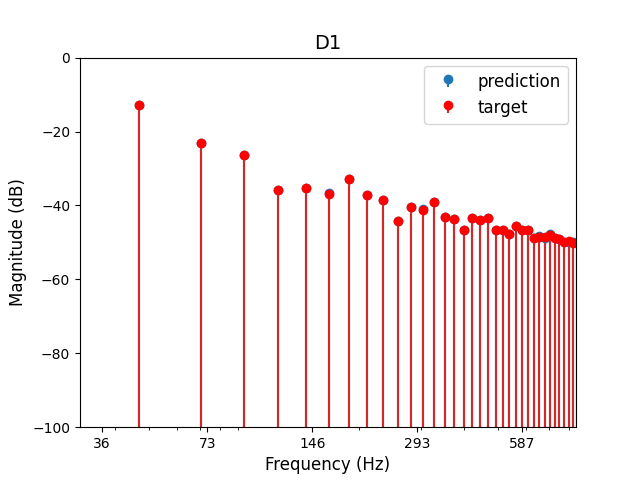 D1
prediction
target
Magnitude (dB)
0
−20
−40
−60
−80
−100
36 73 146 293 587
Frequency (Hz)